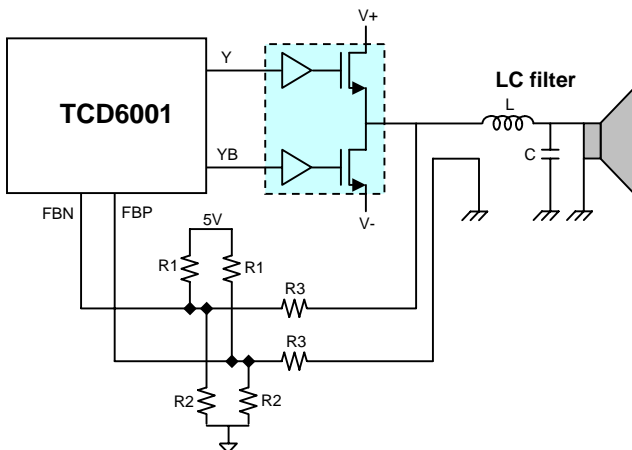 V+
Y
LC filter
TCD6001
L
C
YB
FBN
FBP
V-
5V
R1
R1
R3
R3
R2
R2